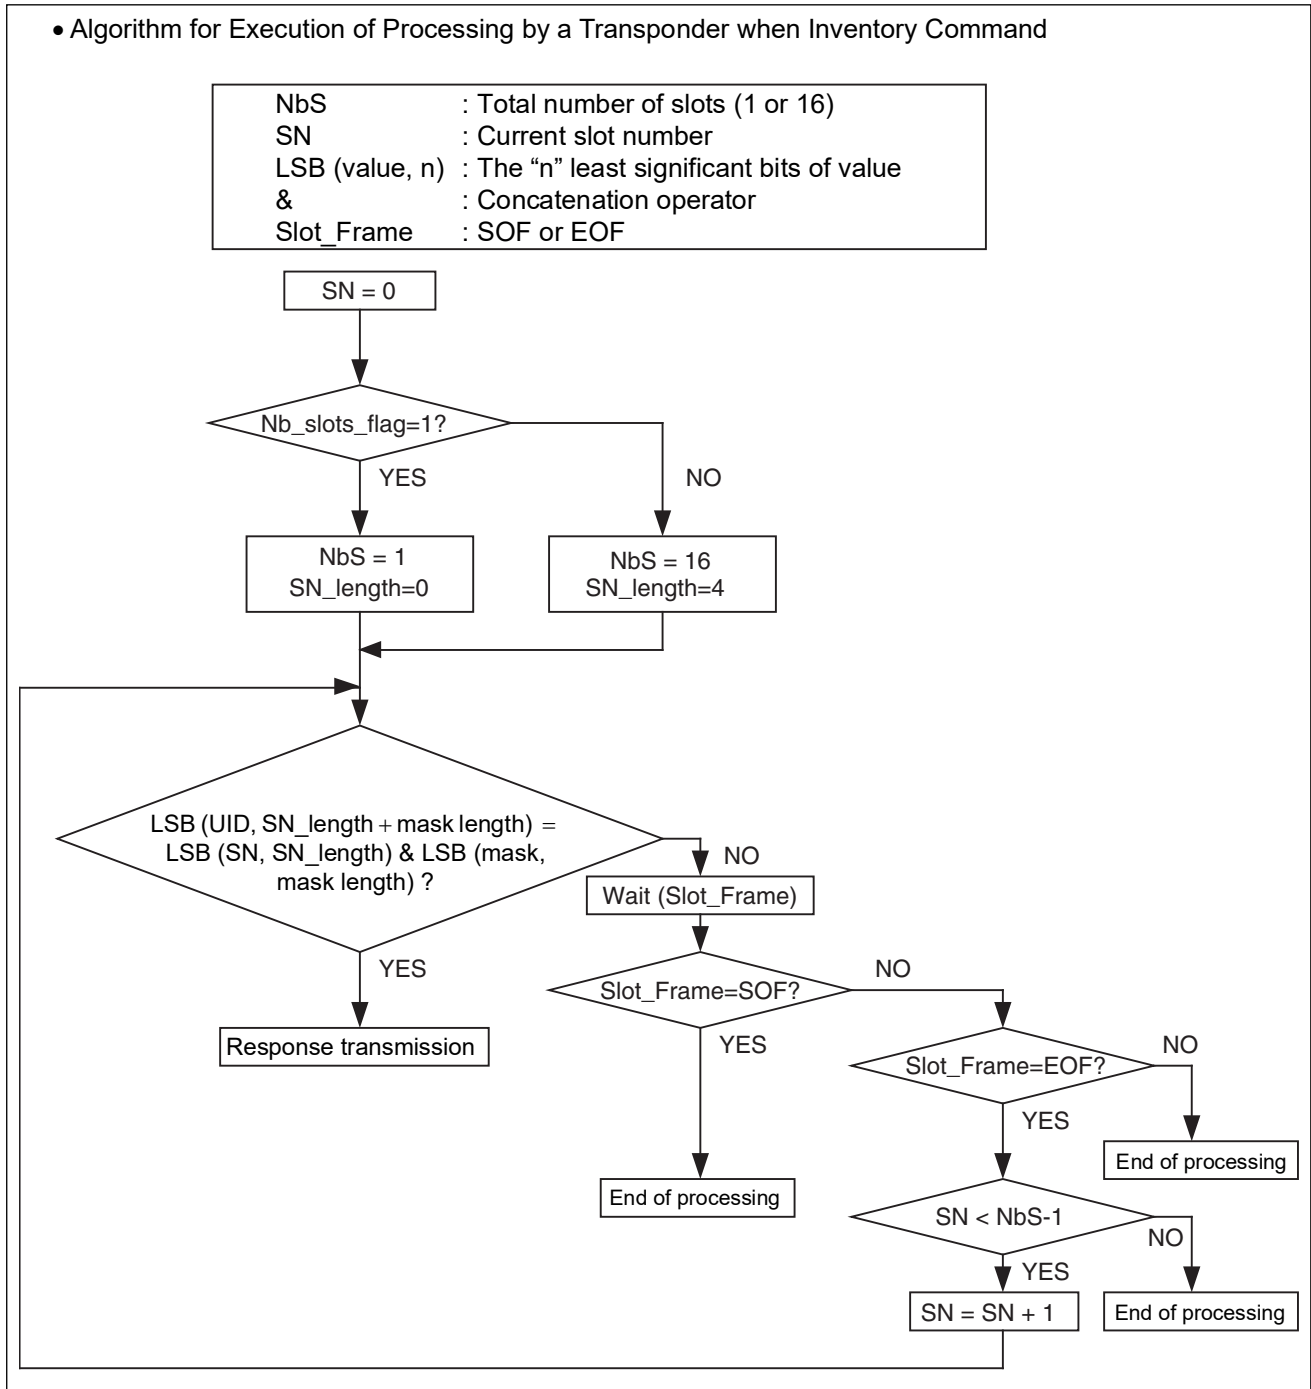 • Algorithm for Execution of Processing by a Transponder when Inventory Command
NbS : Total number of slots (1 or 16)
SN : Current slot number
LSB (value, n) : The “n” least significant bits of value
& : Concatenation operator
Slot_Frame : SOF or EOF
SN = 0
Nb_slots_flag=1?
YES
NO
NbS = 1
SN_length=0
NbS = 16
SN_length=4
LSB (UID, SN_length + mask length) =
LSB (SN, SN_length) & LSB (mask,
mask length) ?
NO
Wait (Slot_Frame)
YES
Response transmission
Slot_Frame=SOF?
NO
YES
End of processing
Slot_Frame=EOF?
NO
YES
End of processing
SN < NbS-1
NO
YES
SN = SN + 1
End of processing